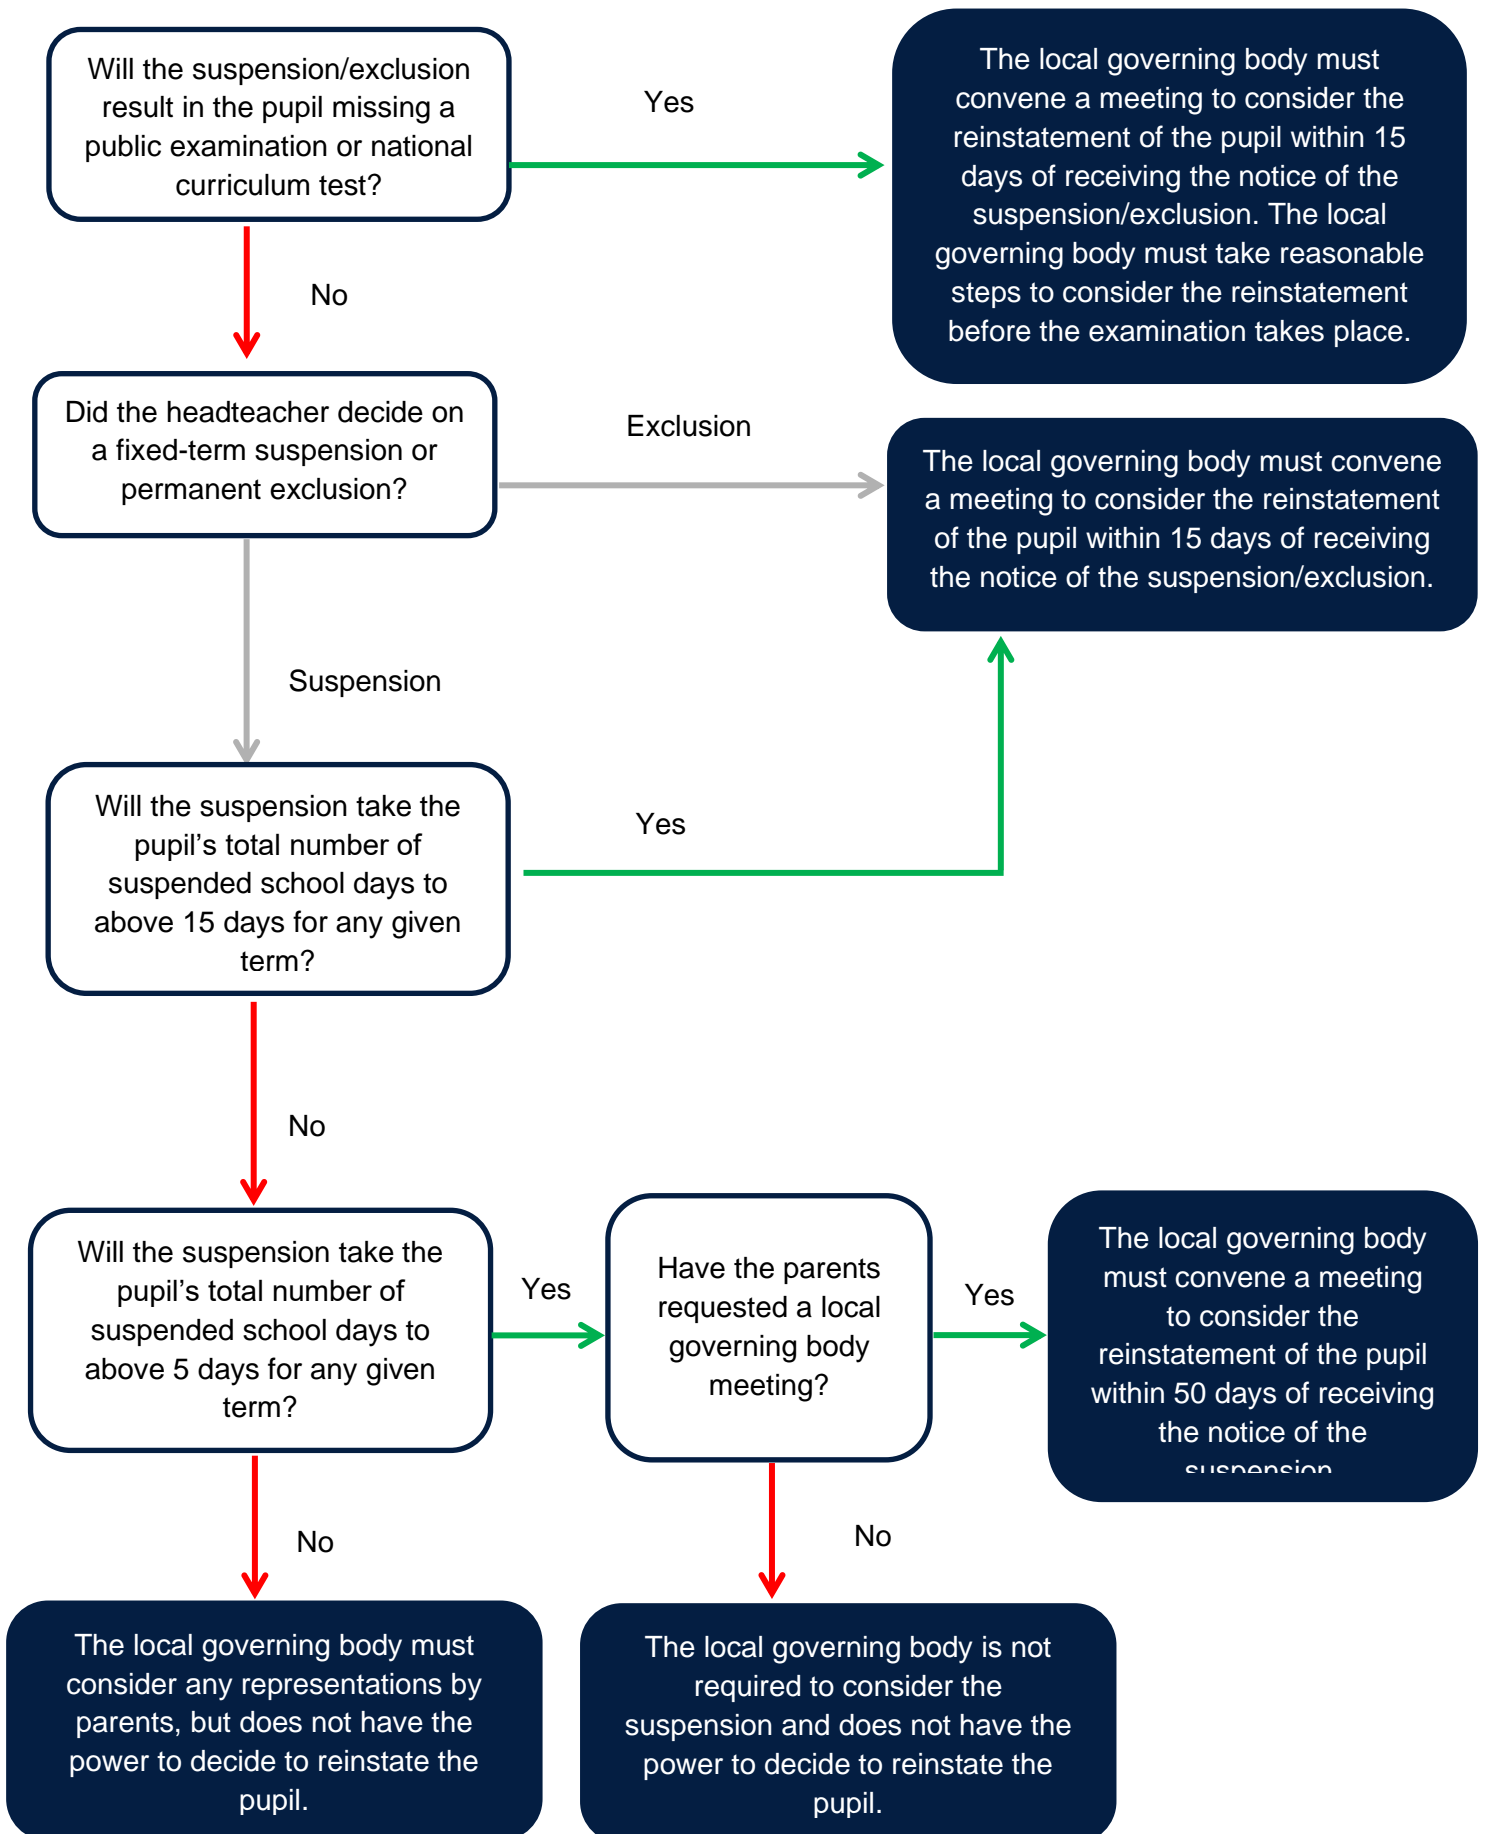 Will the suspension/exclusion
result in the pupil missing a
public examination or national
curriculum test?
Yes
The local governing body must
convene a meeting to consider the
reinstatement of the pupil within 15
days of receiving the notice of the
suspension/exclusion. The local
governing body must take reasonable
steps to consider the reinstatement
before the examination takes place.
No
Did the headteacher decide on
a fixed-term suspension or
permanent exclusion?
Exclusion
The local governing body must convene
a meeting to consider the reinstatement
of the pupil within 15 days of receiving
the notice of the suspension/exclusion.
Suspension
Will the suspension take the
pupil’s total number of
suspended school days to
above 15 days for any given
term?
Yes
No
Will the suspension take the
pupil’s total number of
suspended school days to
above 5 days for any given
term?
Yes
Have the parents
requested a local
governing body
meeting?
Yes
The local governing body
must convene a meeting
to consider the
reinstatement of the pupil
within 50 days of receiving
the notice of the
suspension
No
No
The local governing body must
consider any representations by
parents, but does not have the
power to decide to reinstate the
pupil.
The local governing body is not
required to consider the
suspension and does not have the
power to decide to reinstate the
pupil.